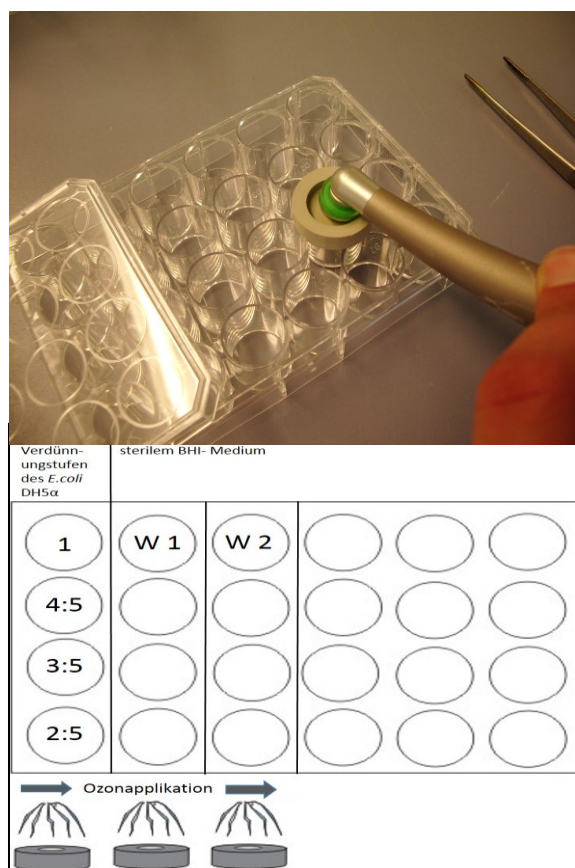 Verdünn-
ungstufen
des E.coli
DH5α
sterilem BHI- Medium
1 W 1 W 2
4:5
3:5
2:5
Ozonapplikation